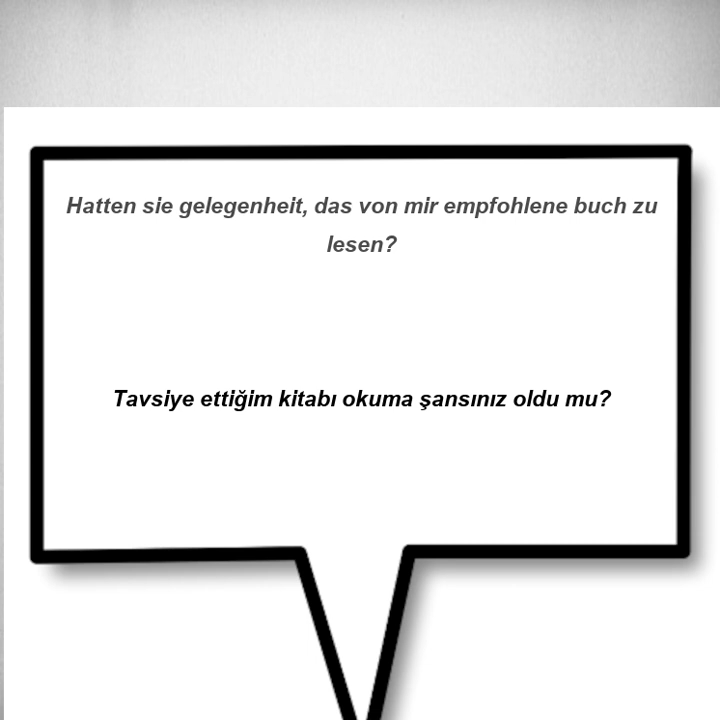 Hatten sie gelegenheit, das von mir empfohlene buch zu
lesen?
Tavsiye ettiğim kitabı okuma şansınız oldu mu?